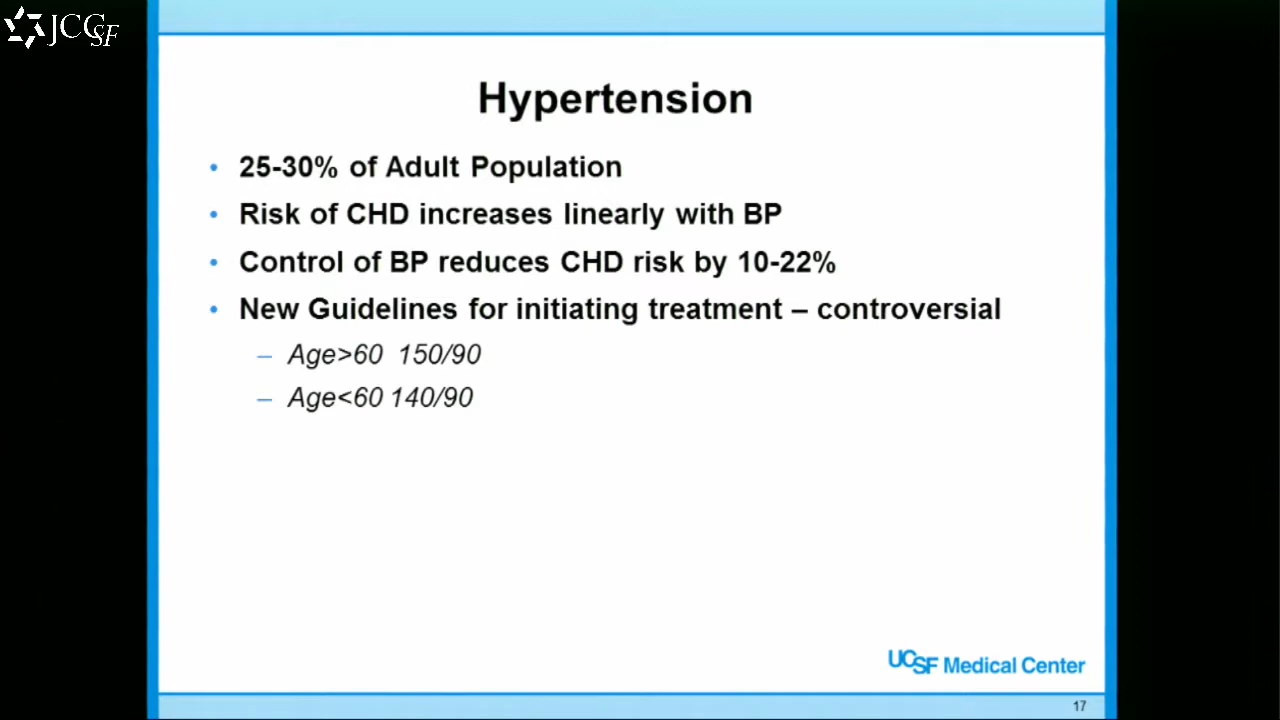 JCCSF
Hypertension
• 25-30% of Adult Population
• Risk of CHD increases linearly with BP
• Control of BP reduces CHD risk by 10-22%
• New Guidelines for initiating treatment – controversial
– Age>60 150/90
– Age<60 140/90
UCSF Medical Center
17